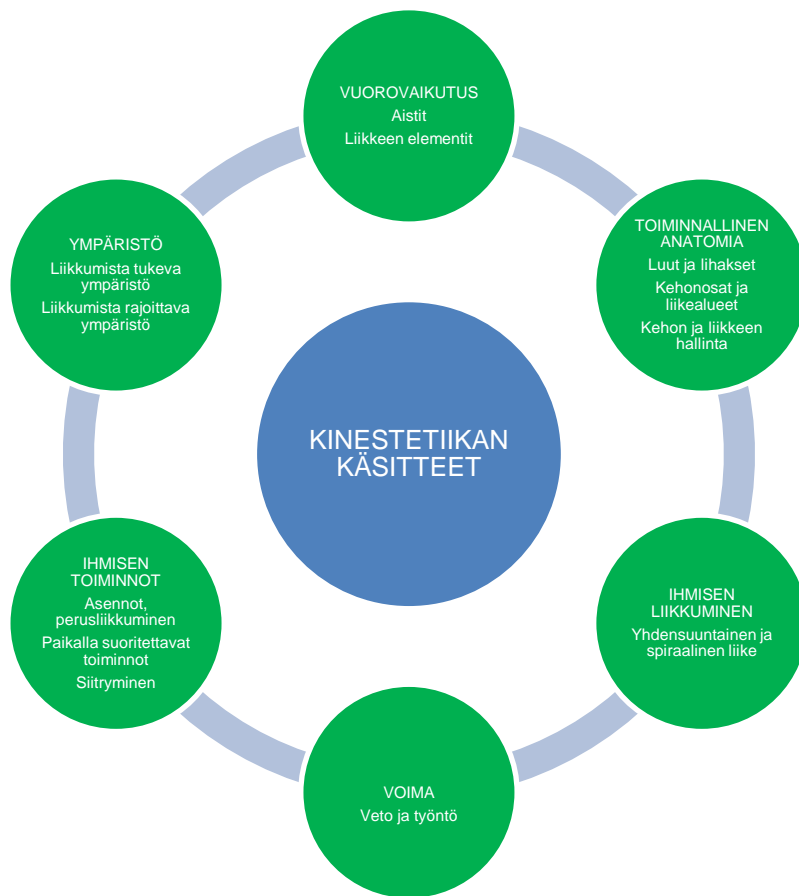 VUOROVAIKUTUS
Aistit
Liikkeen elementit
TOIMINNALLINEN
ANATOMIA
Luut ja lihakset
Kehonosat ja
liikealueet
Kehon ja liikkeen
hallinta
IHMISEN
LIIKKUMINEN
Yhdensuuntainen ja
spiraalinen liike
VOIMA
Veto ja työntö
IHMISEN
TOIMINNOT
Asennot,
perusliikkuminen
Paikalla suoritettavat
toiminnot
Siitryminen
YMPÄRISTÖ
Liikkumista tukeva
ympäristö
Liikkumista rajoittava
ympäristö
KINESTETIIKAN
KÄSITTEET